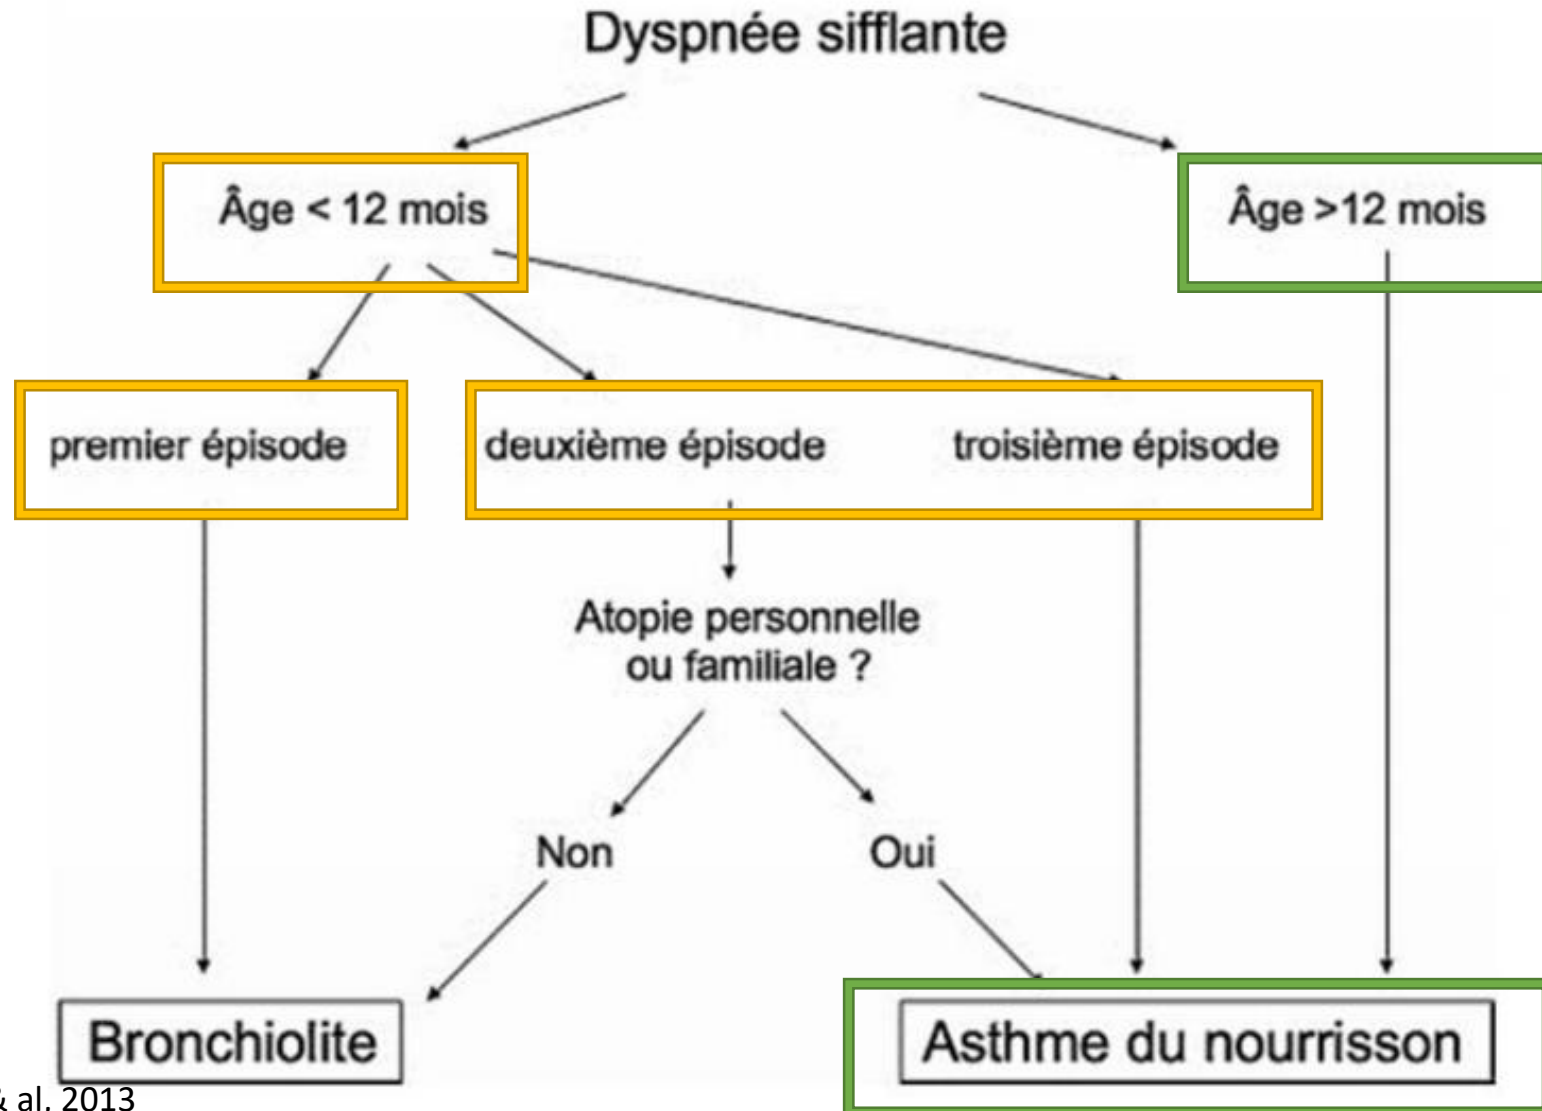 Dyspnée sifflante
Âge < 12 mois
Âge >12 mois
premier épisode
deuxième épisode
troisième épisode
Atopie personnelle
ou familiale ?
Non
Oui
Bronchiolite
Asthme du nourrisson
& al. 2013